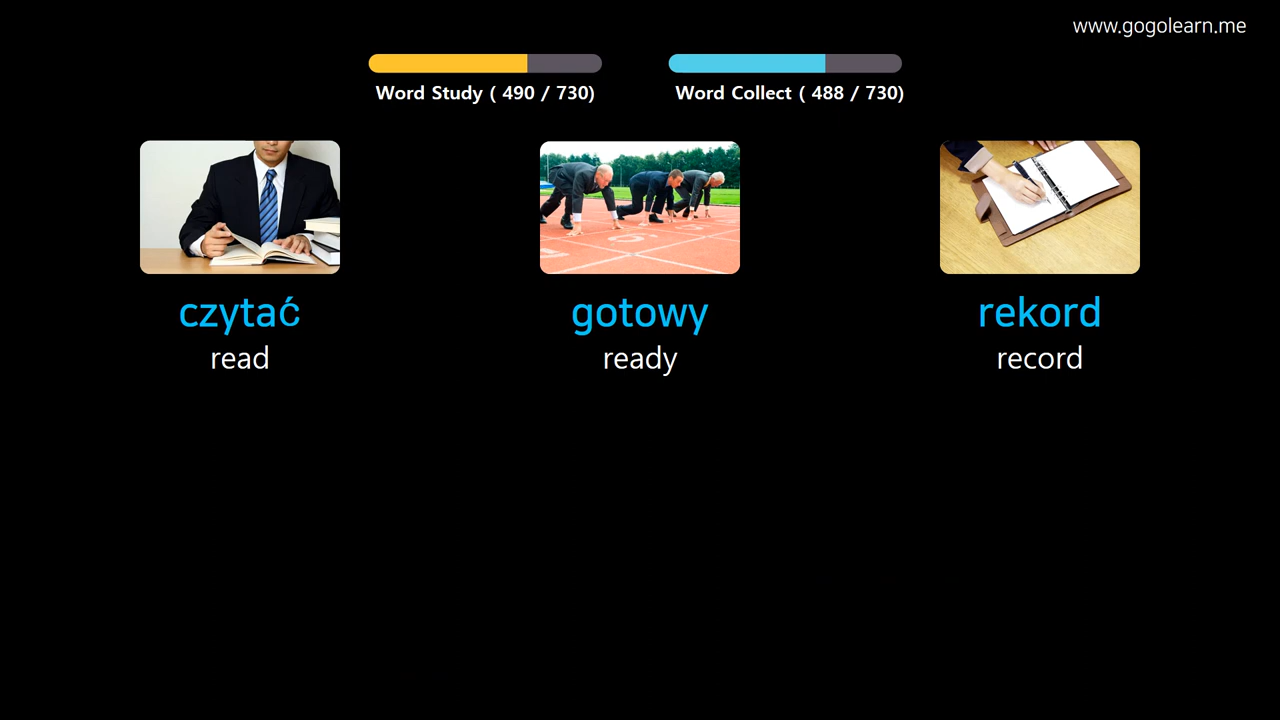 www.gogolearn.me
Word Study ( 490 / 730)
Word Collect ( 488 / 730)
czytać
gotowy
rekord
read
ready
record